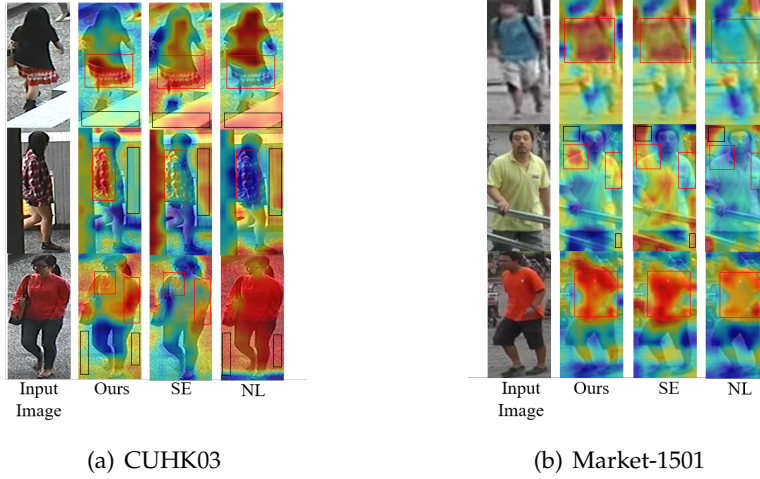 Input Ours SE NL
Image
Input Ours SE NL
Image
(a) CUHK03
(b) Market-1501